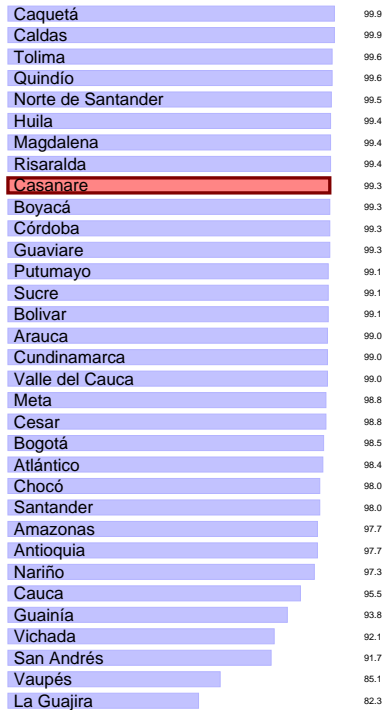 Caquetá 99.9
Caldas 99.9
Tolima 99.6
Quindío 99.6
Norte de Santander 99.5
Huila 99.4
Magdalena 99.4
Risaralda 99.4
Casanare 99.3
Boyacá 99.3
Córdoba 99.3
Guaviare 99.3
Putumayo 99.1
Sucre 99.1
Bolivar 99.1
Arauca 99.0
Cundinamarca 99.0
Valle del Cauca 99.0
Meta 98.8
Cesar 98.8
Bogotá 98.5
Atlántico 98.4
Chocó 98.0
Santander 98.0
Amazonas 97.7
Antioquia 97.7
Nariño 97.3
Cauca 95.5
Guainía 93.8
Vichada 92.1
San Andrés 91.7
Vaupés 85.1
La Guajira 82.3